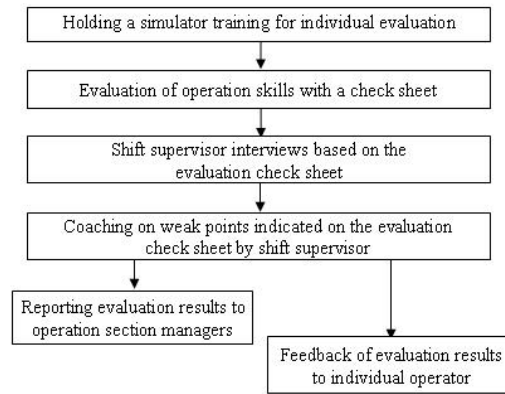 Holding a simulator training for individual evaluation
Evaluation of operation skills with a check sheet
Shift supervisor interviews based on the
evaluation check sheet
Coaching on weak points indicated on the evaluation
check sheet by shift supervisor
Reporting evaluation results to
operation section managers
Feedback of evaluation results
to individual operator